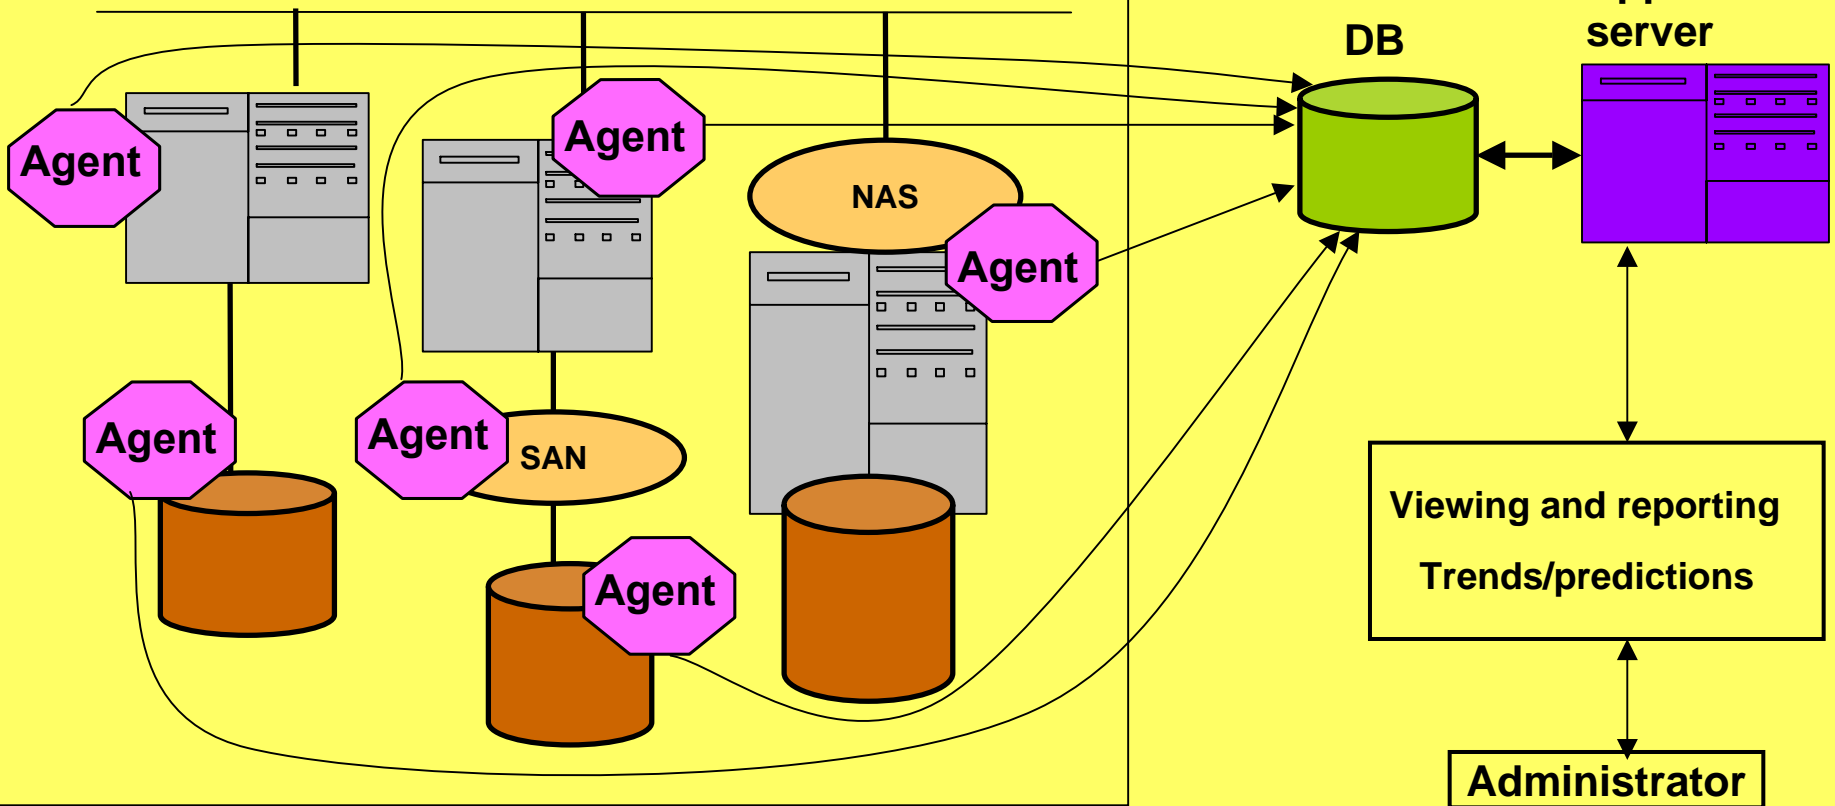 DB
server
Agent
Agent
NAS
Agent
Agent
Agent
SAN
Agent
Viewing and reporting
Trends/predictions
Administrator